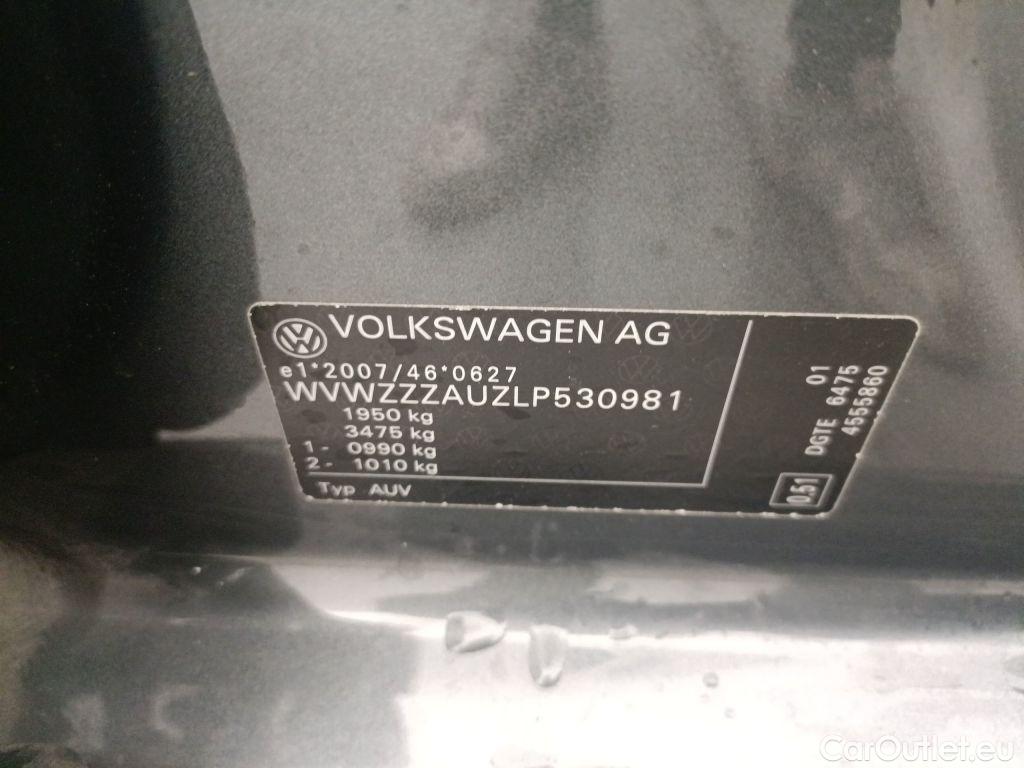 VOLKSWAGEN AG
e1*2007/46*0627
WVWZZZAUZLP530981
1950 kg
3475 kg
1- 0990 kg
2- 1010 kg
Typ AUV
01
DGTE 6475
4555860
0.51
CarOutlet.eu